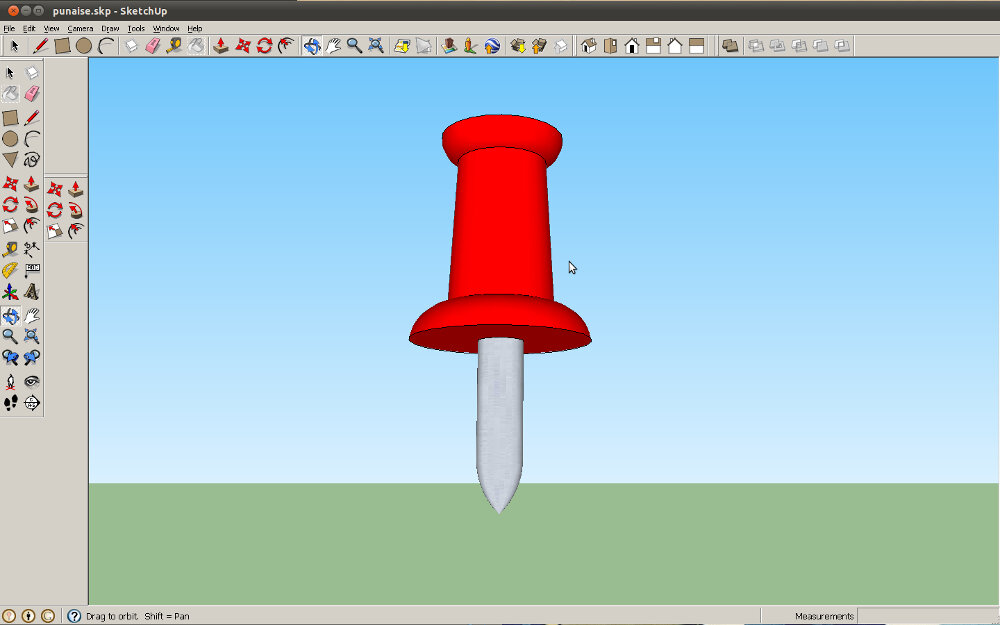 punaise.skp - SketchUp
File Edit View Camera Draw Tools Window Help
Drag to orbit. Shift = Pan
Measurements